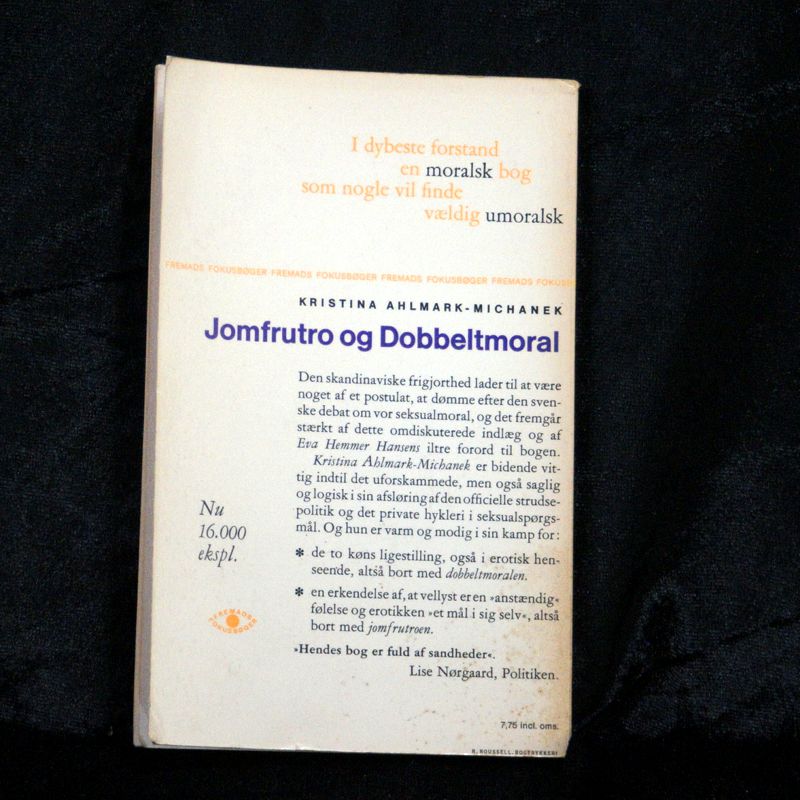 I dybeste forstand
en moralsk bog
som nogle vil finde
vældig umoralsk
FREMADS FOKUSBØGER FREMADS FOKUSBØGER FREMADS FOKUSBØGER FREMADS FOKUS
KRISTINA AHLMARK-MICHANEK
Jomfrutro og Dobbeltmoral
Den skandinaviske frigjorthed lader til at være
noget af et postulat, at dømme efter den sven-
ske debat om vor seksualmoral, og det fremgår
stærkt af dette omdiskuterede indlæg og af
Eva Hemmer Hansens iltre forord til bogen.
Kristina Ahlmark-Michanek er bidende vit-
tig indtil det uforskammede, men også saglig
og logisk i sin afsløring af den officielle strudse-
politik og det private hykleri i seksualspørgs-
mål. Og hun er varm og modig i sin kamp for:
✻ de to køns ligestilling, også i erotisk hen-
seende, altså bort med dobbeltmoralen.
✻ en erkendelse af, at vellyst er en »anstændig«
følelse og erotikken »et mål i sig selv«, altså
bort med jomfrutroen.
»Hendes bog er fuld af sandheder«.
Lise Nørgaard, Politiken.
Nu
16.000
ekspl.
FREMADS
FOKUSBØGER
7,75 incl. oms.
R. ROUSSELL. BOGTRYKKERI